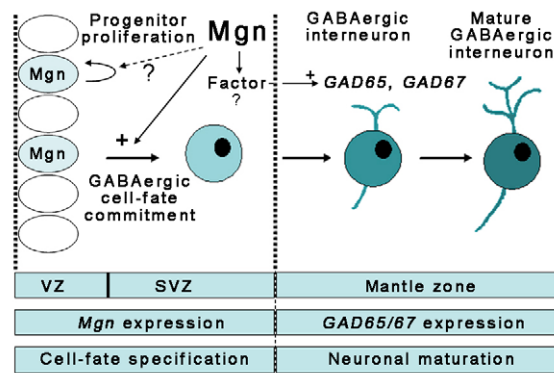 Progenitor
proliferation
Mgn
GABAergic
interneuron
Mature
GABAergic
interneuron
Mgn
?
Factor
?
+
GAD65, GAD67
Mgn
+
GABAergic
cell-fate
commitment
VZ
SVZ
Mantle zone
Mgn expression
GAD65/67 expression
Cell-fate specification
Neuronal maturation